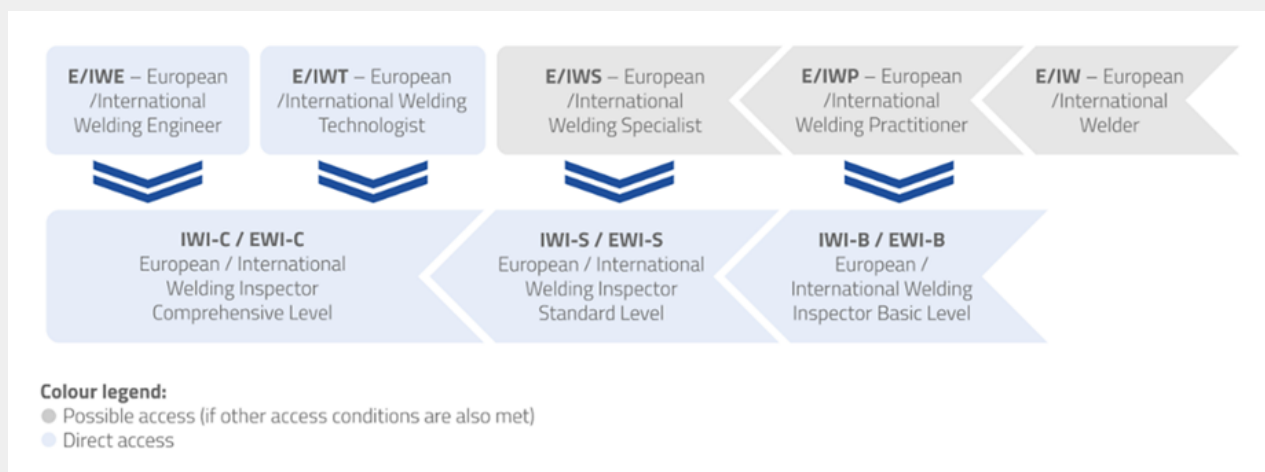 E/IWE – European
/International
Welding Engineer
E/IWT – European
/International Welding
Technologist
E/IWS – European
/International
Welding Specialist
E/IWP – European
/International
Welding Practitioner
E/IW – European
/International
Welder
IWI-C / EWI-C
European / International
Welding Inspector
Comprehensive Level
IWI-S / EWI-S
European / International
Welding Inspector
Standard Level
IWI-B / EWI-B
European /
International Welding
Inspector Basic Level
Colour legend:
Possible access (if other access conditions are also met)
Direct access